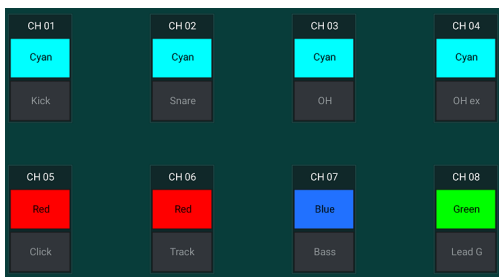 CH 01 CH 02 CH 03 CH 04
Cyan Cyan Cyan Cyan
Kick Snare OH OH ex
CH 05 CH 06 CH 07 CH 08
Red Red Blue Green
Click Track Bass Lead G